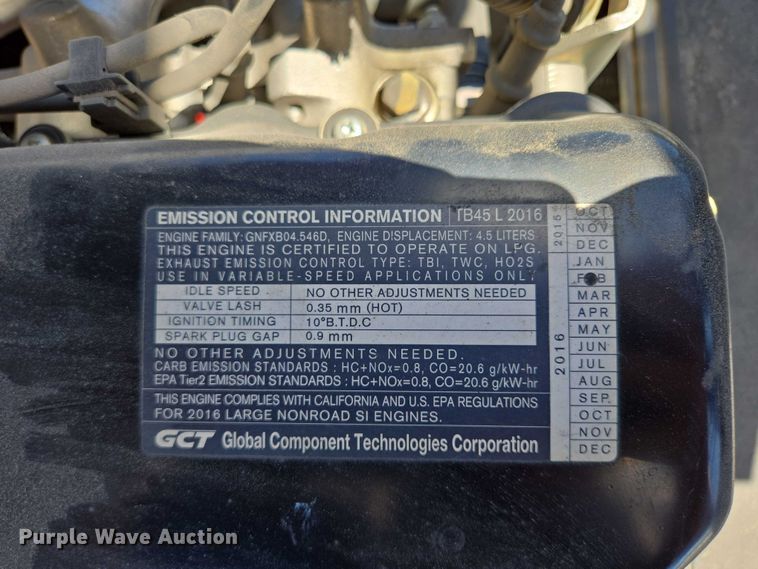 EMISSION CONTROL INFORMATION TB45 L 2016
ENGINE FAMILY: GNFXB04.546D, ENGINE DISPLACEMENT: 4.5 LITERS
THIS ENGINE IS CERTIFIED TO OPERATE ON LPG.
EXHAUST EMISSION CONTROL TYPE: TBI, TWC, HO2S
USE IN VARIABLE-SPEED APPLICATIONS ONLY.
IDLE SPEED NO OTHER ADJUSTMENTS NEEDED
VALVE LASH 0.35 mm (HOT)
IGNITION TIMING 10°B.T.D.C
SPARK PLUG GAP 0.9 mm
NO OTHER ADJUSTMENTS NEEDED.
CARB EMISSION STANDARDS : HC+NOx=0.8, CO=20.6 g/kW-hr
EPA Tier2 EMISSION STANDARDS : HC+NOx=0.8, CO=20.6 g/kW-hr
THIS ENGINE COMPLIES WITH CALIFORNIA AND U.S. EPA REGULATIONS
FOR 2016 LARGE NONROAD SI ENGINES.
GCT Global Component Technologies Corporation
2015
OCT
NOV
DEC
2016
JAN
FEB
MAR
APR
MAY
JUN
JUL
AUG
SEP
OCT
NOV
DEC
Purple Wave Auction